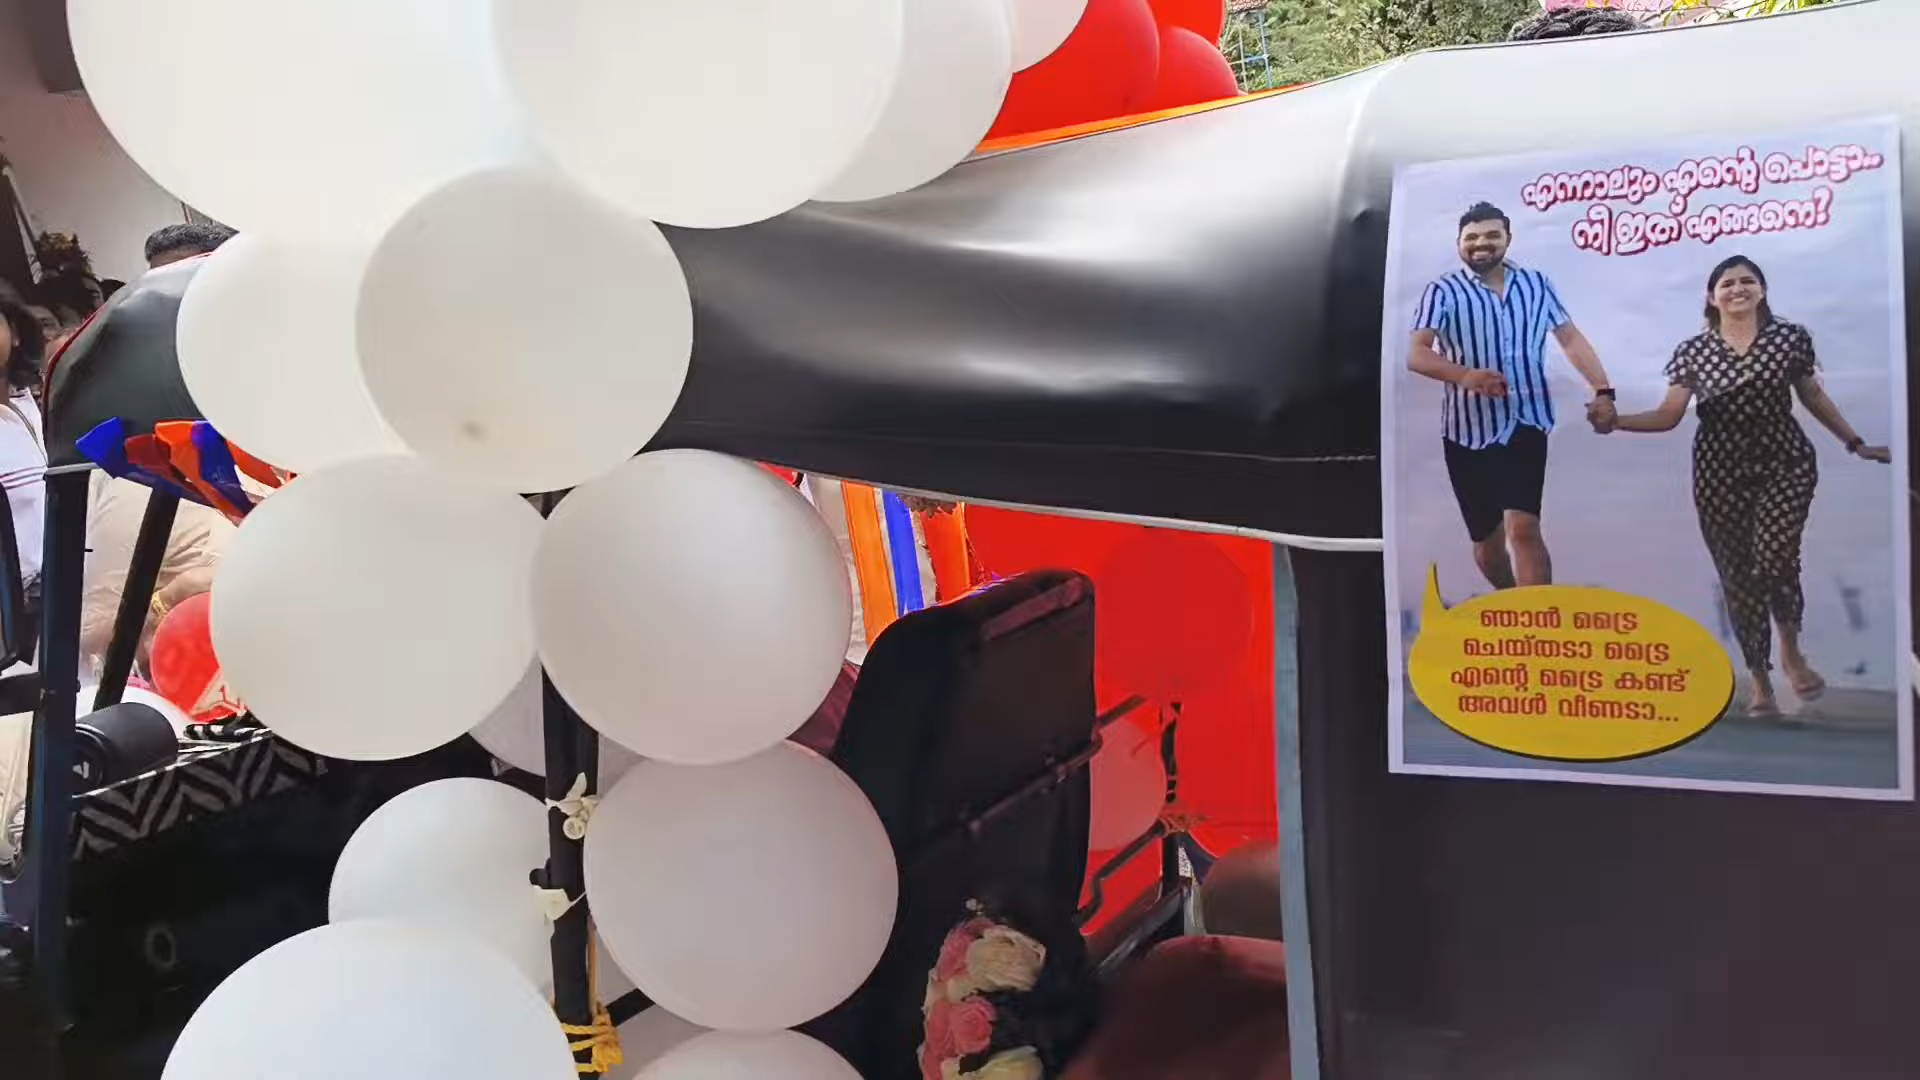 എന്നാലും എന്റെ പൊട്ടാ..
നീ ഇത് എങ്ങനെ?
ഞാൻ ട്രൈ
ചെയ്തടാ ട്രൈ
എന്റെ ട്രൈ കണ്ട്
അവൾ വീണടാ...